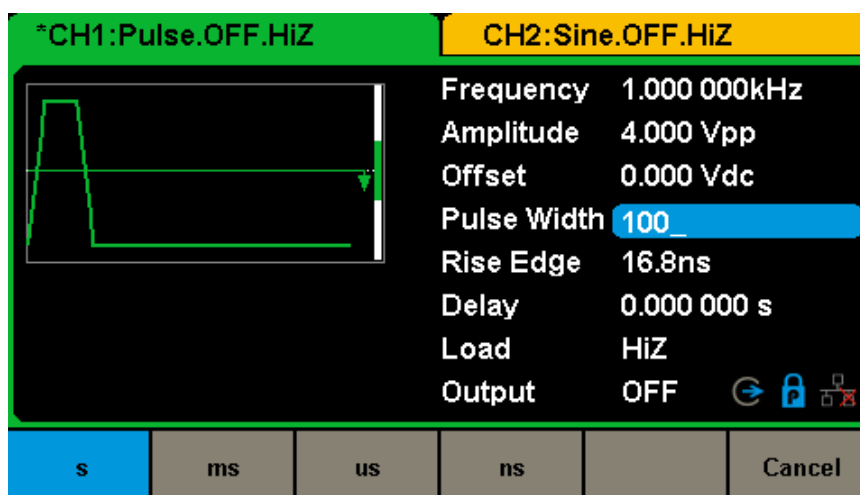 *CH1:Pulse.OFF.HiZ
CH2:Sine.OFF.HiZ
Frequency 1.000 000kHz
Amplitude 4.000 Vpp
Offset 0.000 Vdc
Pulse Width 100_
Rise Edge 16.8ns
Delay 0.000 000 s
Load HiZ
Output OFF P
s ms us ns Cancel